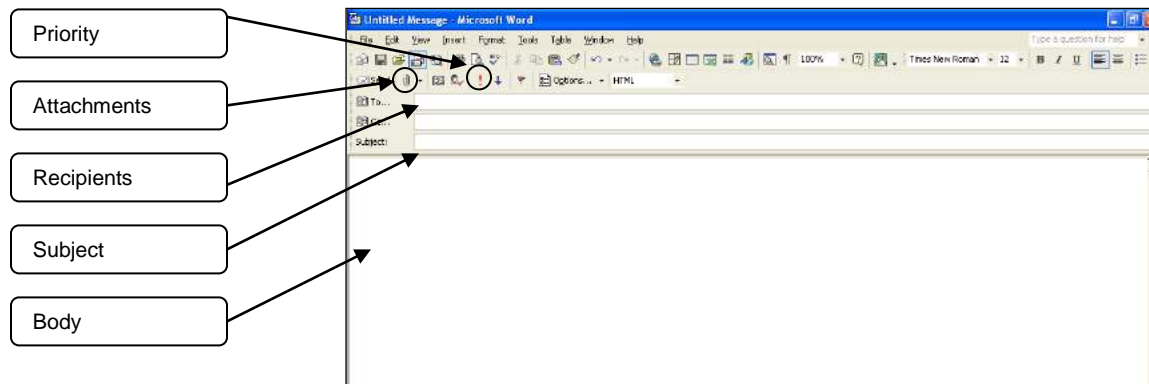 Priority
Attachments
Recipients
Subject
Body
Untitled Message - Microsoft Word
File Edit View Insert Format Tools Table Window Help
Type a question for help
100% Times New Roman 12 B I U
Options... HTML
To...
Subject: